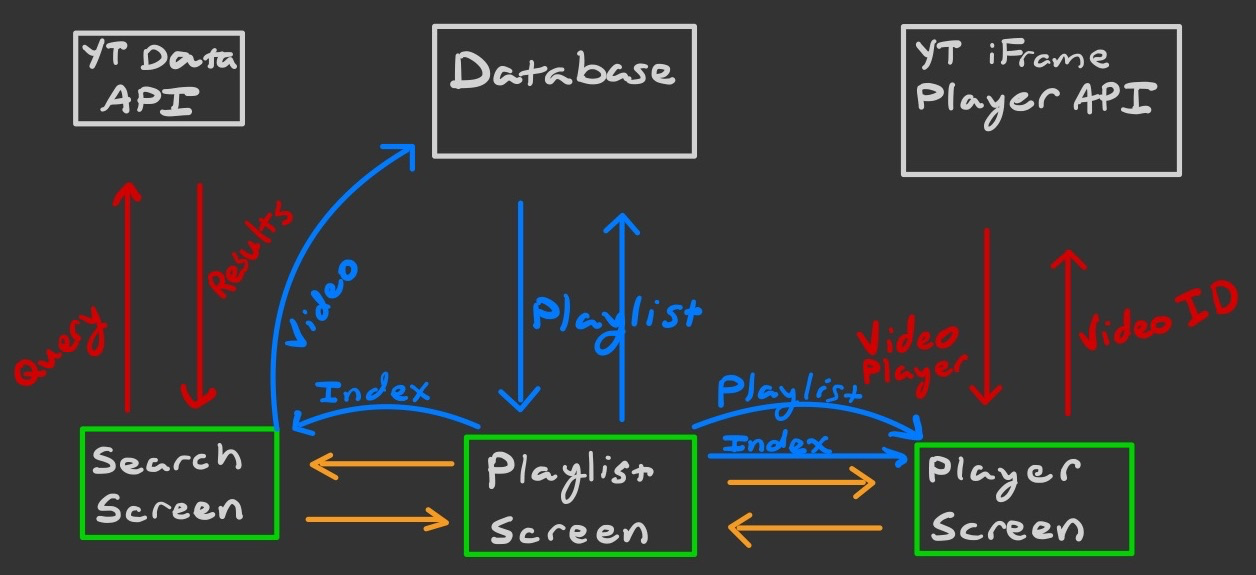 YT Data
API
Database
YT iFrame
Player API
Query
Results
Video
Playlist
Video
Player
Video ID
Index
Playlist
Index
Search
Screen
Playlist
Screen
Player
Screen